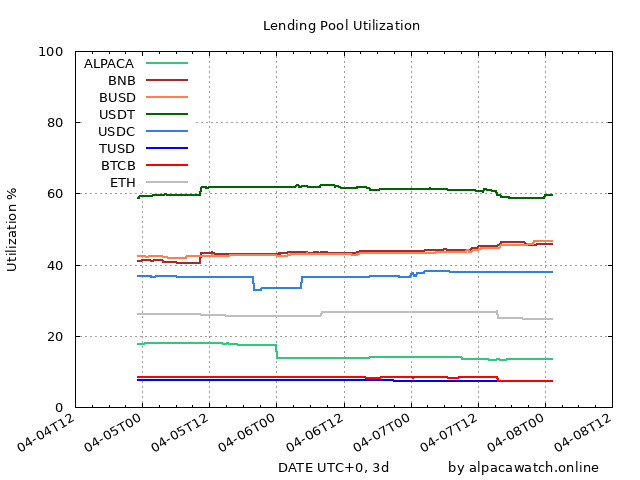 Lending Pool Utilization
100
80
60
40
20
0
Utilization %
ALPACA
BNB
BUSD
USDT
USDC
TUSD
BTCB
ETH
04-04T12
04-05T00
04-05T12
04-06T00
04-06T12
04-07T00
04-07T12
04-08T00
04-08T12
DATE UTC+0, 3d
by alpacawatch.online